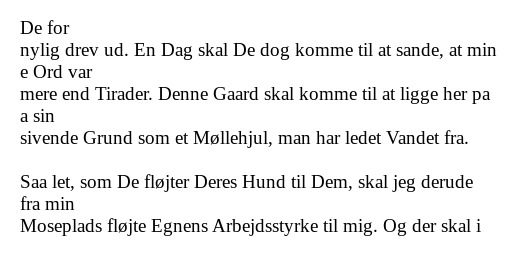 De for
nylig drev ud. En Dag skal De dog komme til at sande, at min
e Ord var
mere end Tirader. Denne Gaard skal komme til at ligge her pa
a sin
sivende Grund som et Møllehjul, man har ledet Vandet fra.

Saa let, som De fløjter Deres Hund til Dem, skal jeg derude
fra min
Moseplads fløjte Egnens Arbejdsstyrke til mig. Og der skal i